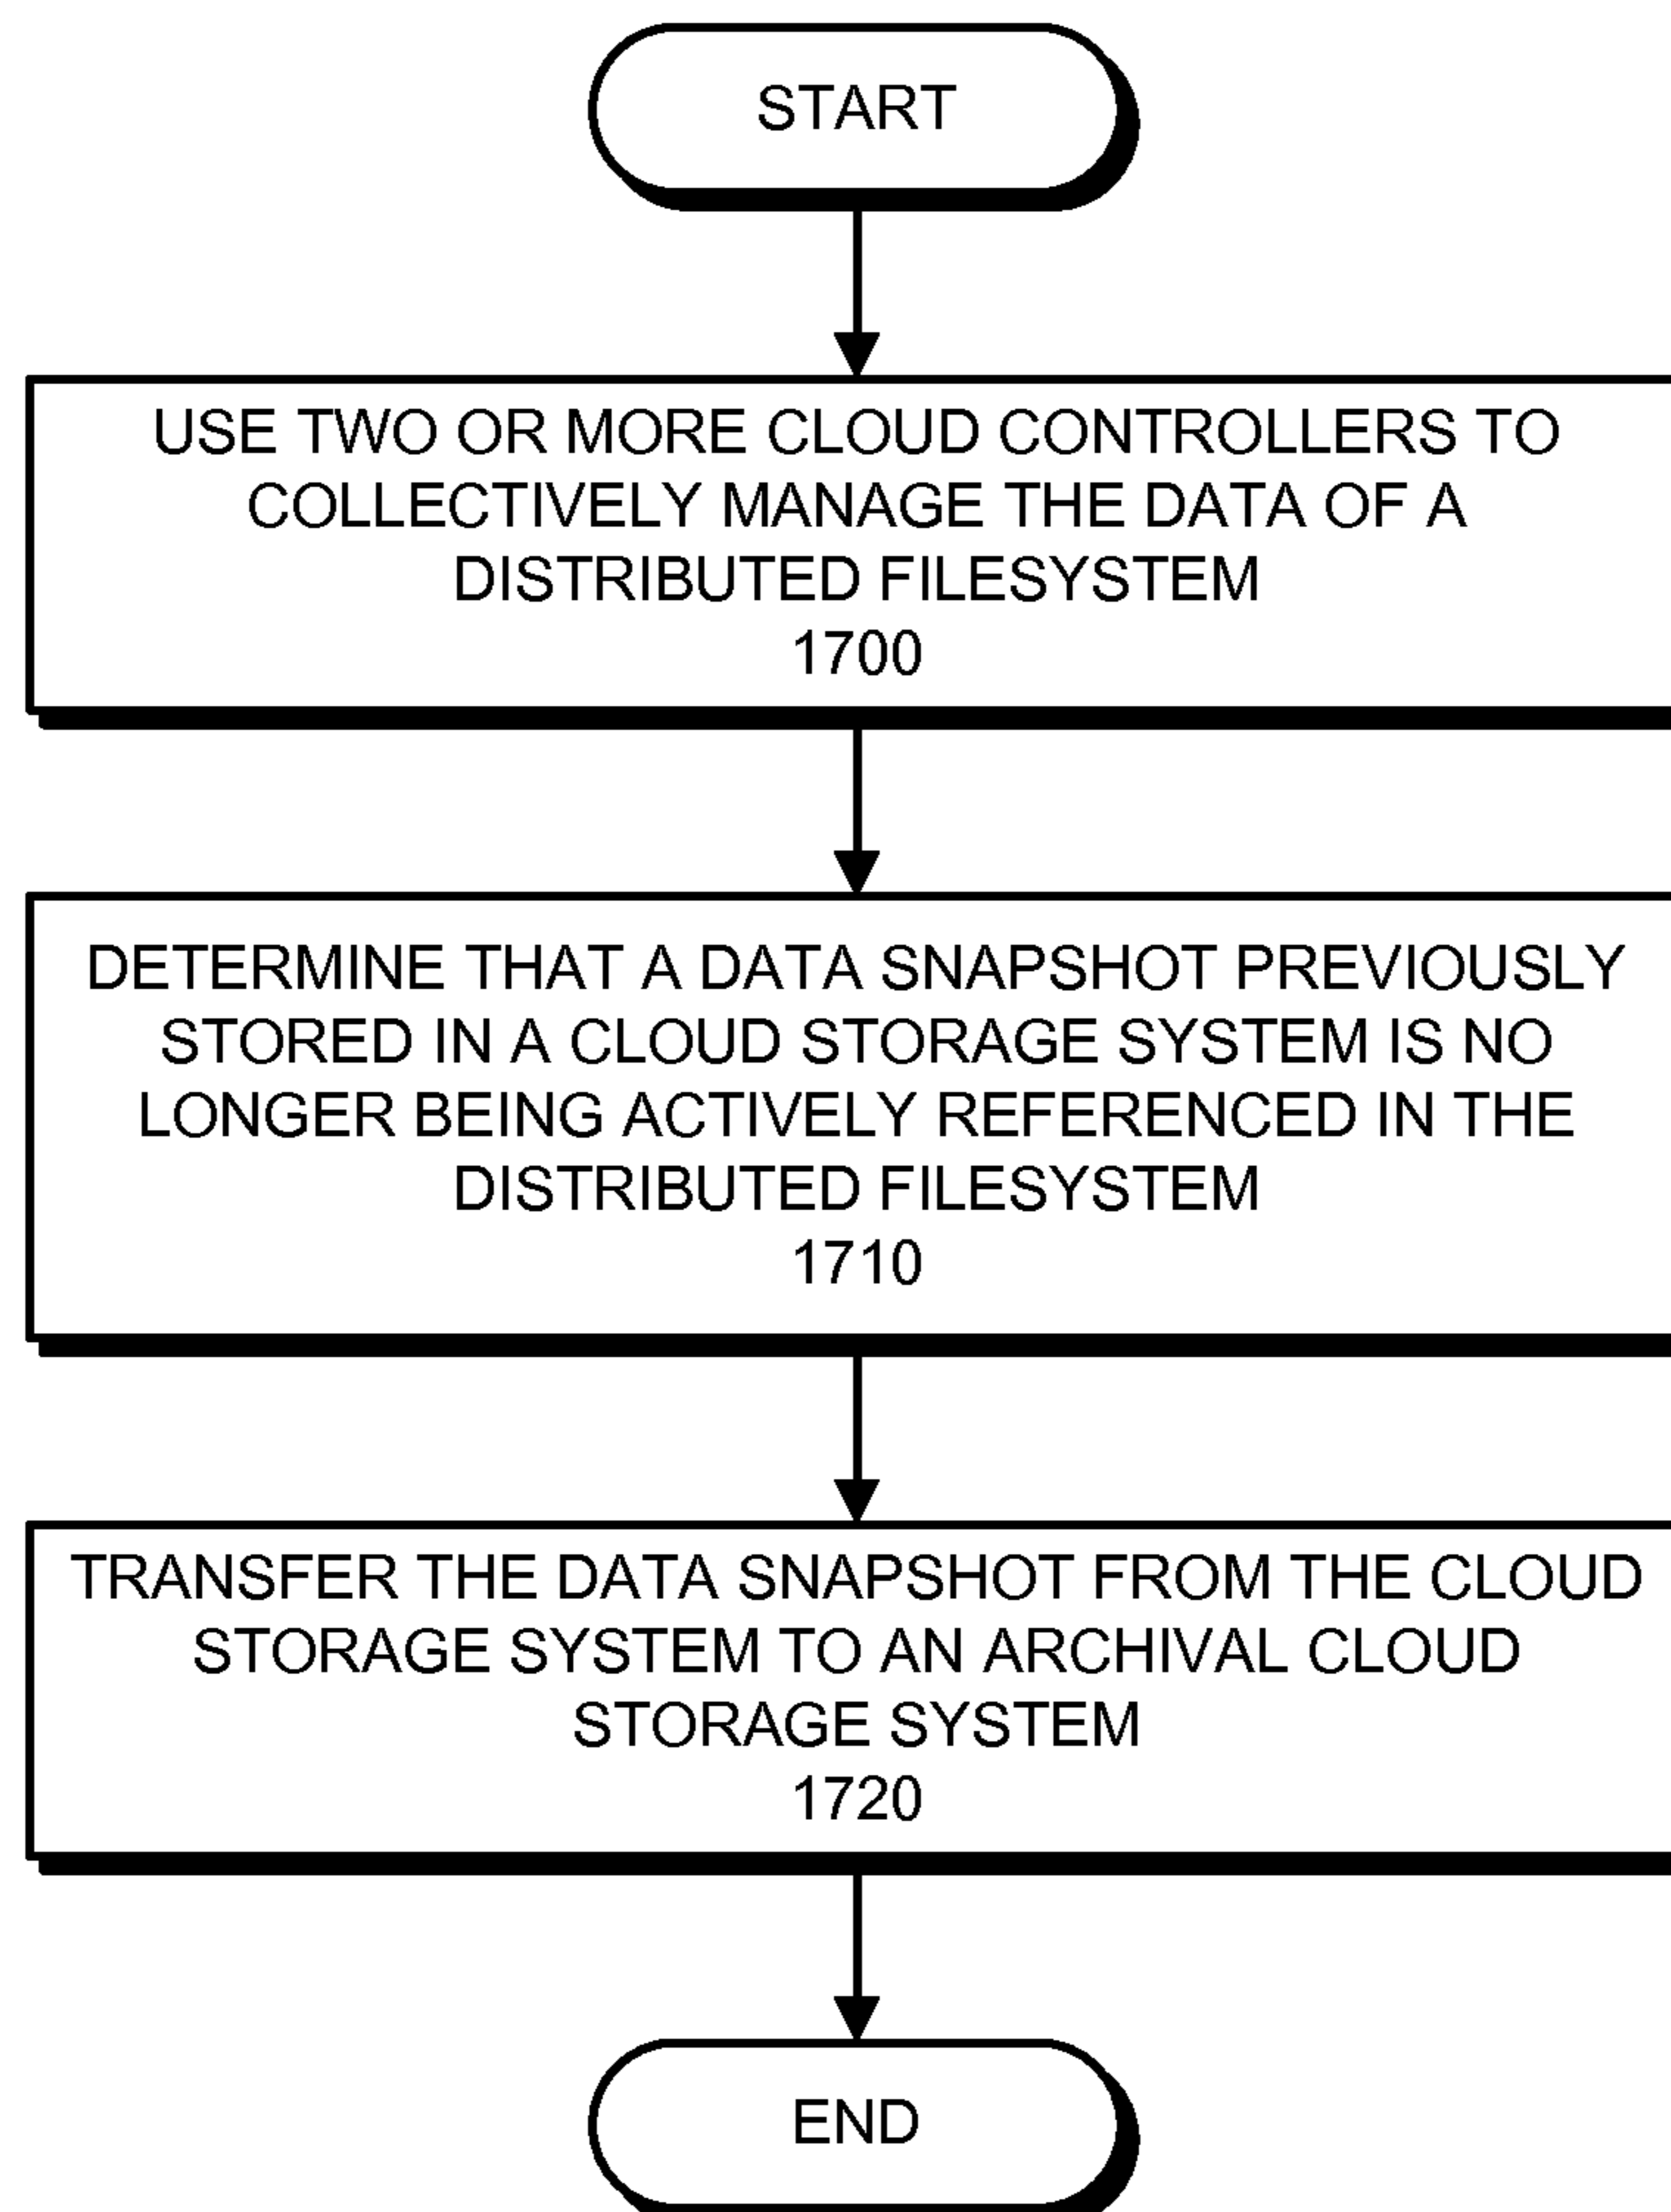 START
USE TWO OR MORE CLOUD CONTROLLERS TO
COLLECTIVELY MANAGE THE DATA OF A
DISTRIBUTED FILESYSTEM
1700
DETERMINE THAT A DATA SNAPSHOT PREVIOUSLY
STORED IN A CLOUD STORAGE SYSTEM IS NO
LONGER BEING ACTIVELY REFERENCED IN THE
DISTRIBUTED FILESYSTEM
1710
TRANSFER THE DATA SNAPSHOT FROM THE CLOUD
STORAGE SYSTEM TO AN ARCHIVAL CLOUD
STORAGE SYSTEM
1720
END